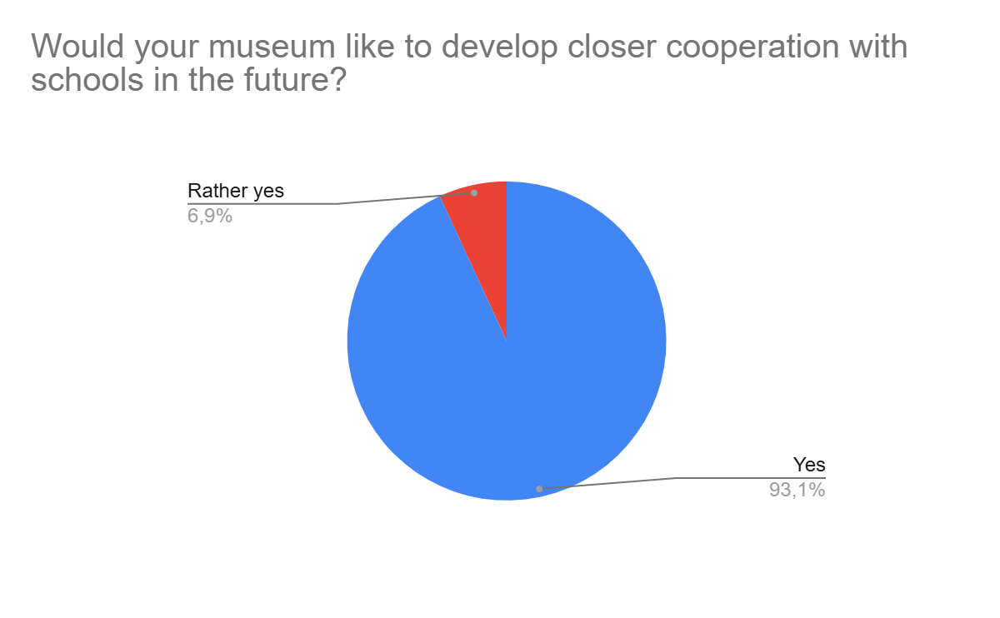 Would your museum like to develop closer cooperation with
schools in the future?
Rather yes
6,9%
Yes
93,1%